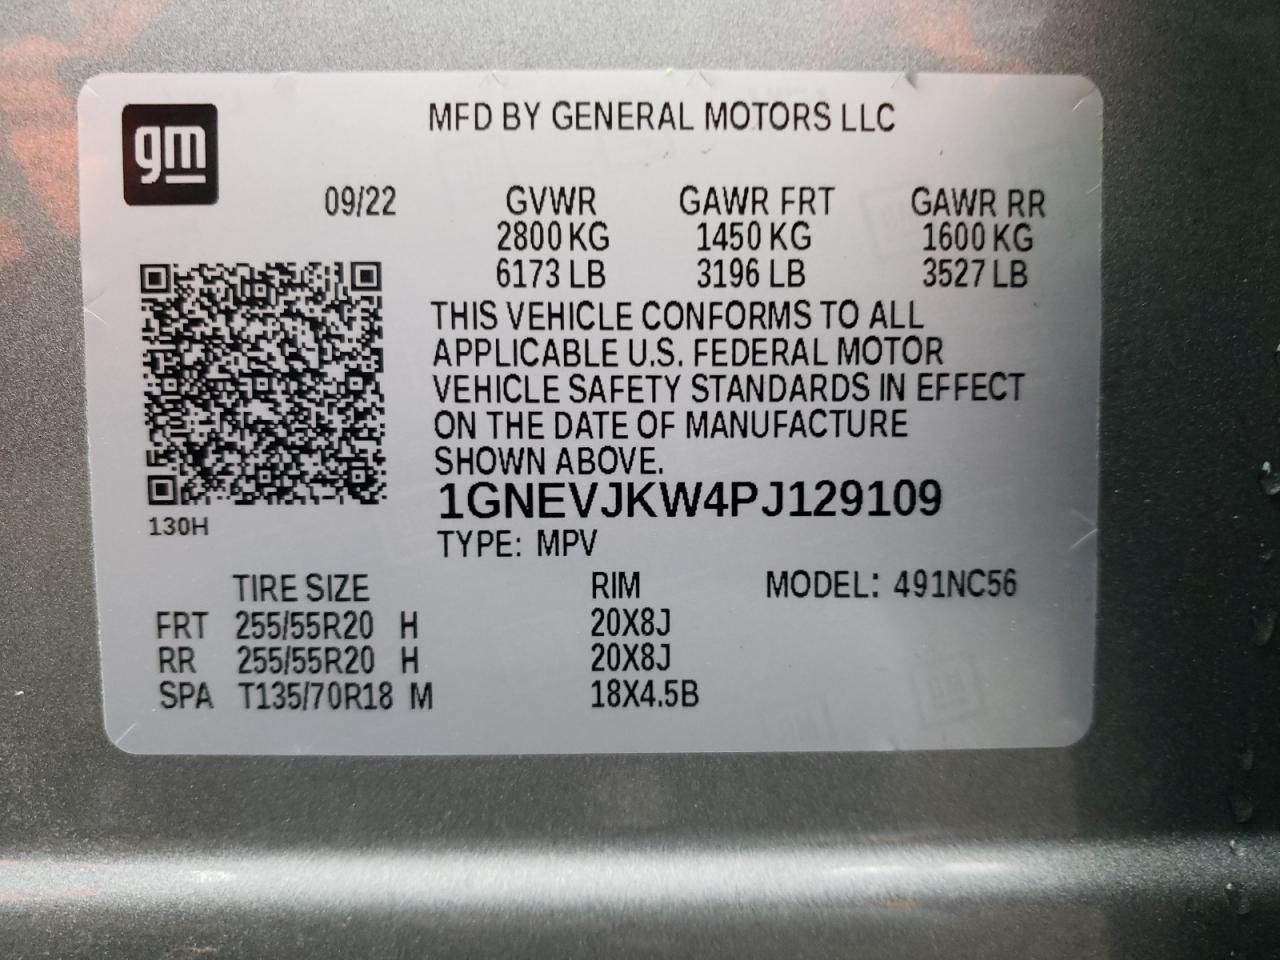 gm
MFD BY GENERAL MOTORS LLC
09/22 GVWR GAWR FRT GAWR RR
2800 KG 1450 KG 1600 KG
6173 LB 3196 LB 3527 LB
THIS VEHICLE CONFORMS TO ALL
APPLICABLE U.S. FEDERAL MOTOR
VEHICLE SAFETY STANDARDS IN EFFECT
ON THE DATE OF MANUFACTURE
SHOWN ABOVE.
1GNEVJKW4PJ129109
130H
TYPE: MPV
TIRE SIZE RIM MODEL: 491NC56
FRT 255/55R20 H 20X8J
RR 255/55R20 H 20X8J
SPA T135/70R18 M 18X4.5B